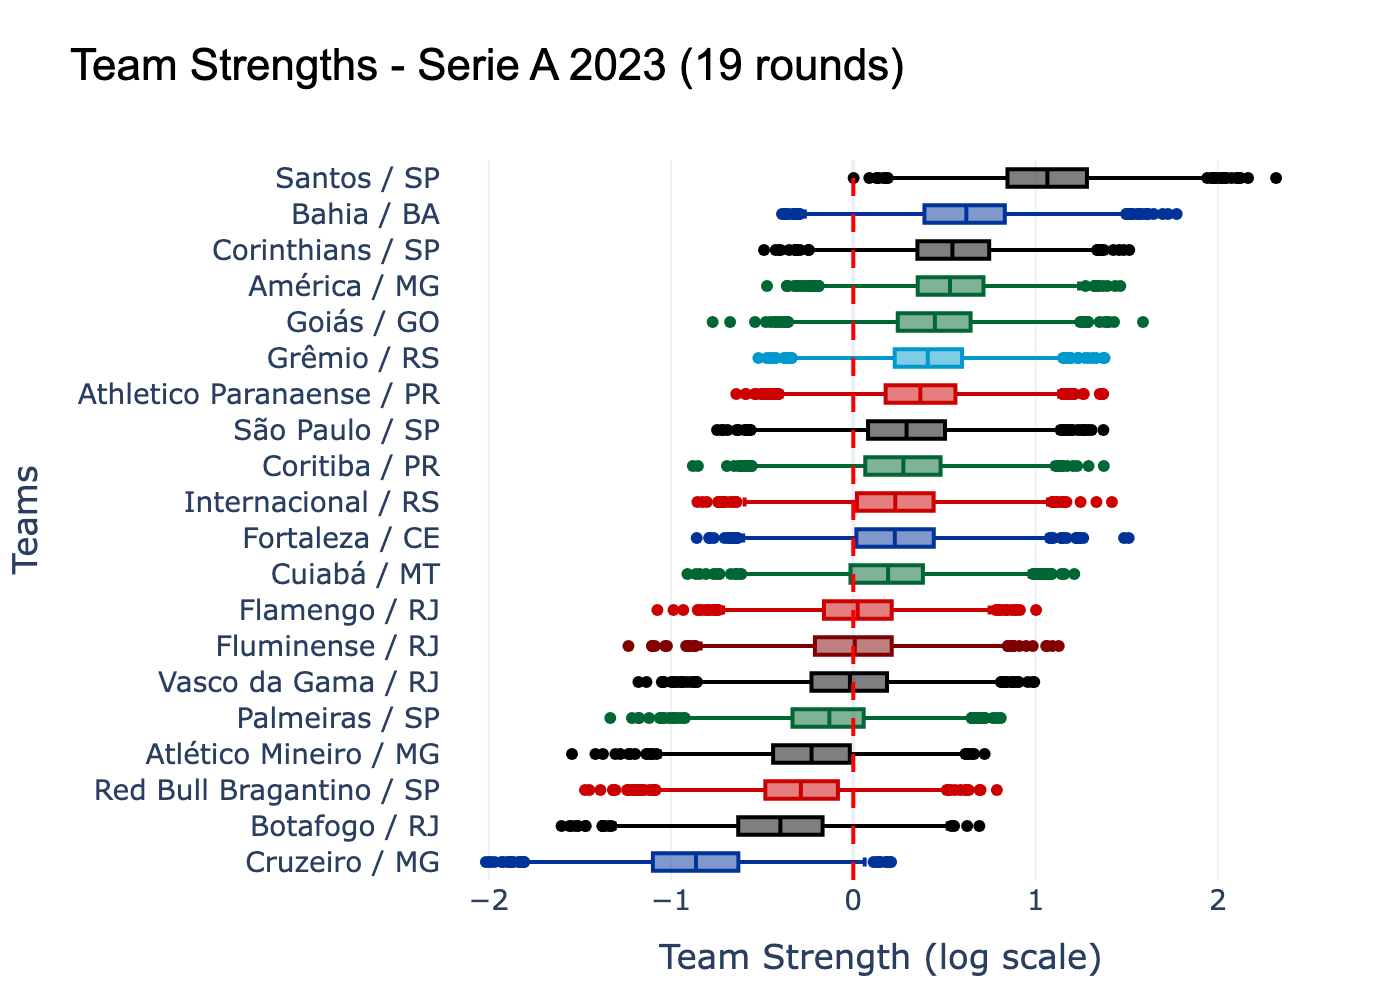 Team Strengths - Serie A 2023 (19 rounds)
Santos / SP
Bahia / BA
Corinthians / SP
América / MG
Goiás / GO
Grêmio / RS
Athletico Paranaense / PR
São Paulo / SP
Coritiba / PR
Internacional / RS
Fortaleza / CE
Cuiabá / MT
Flamengo / RJ
Fluminense / RJ
Vasco da Gama / RJ
Palmeiras / SP
Atlético Mineiro / MG
Red Bull Bragantino / SP
Botafogo / RJ
Cruzeiro / MG
Teams
−2 −1 0 1 2
Team Strength (log scale)